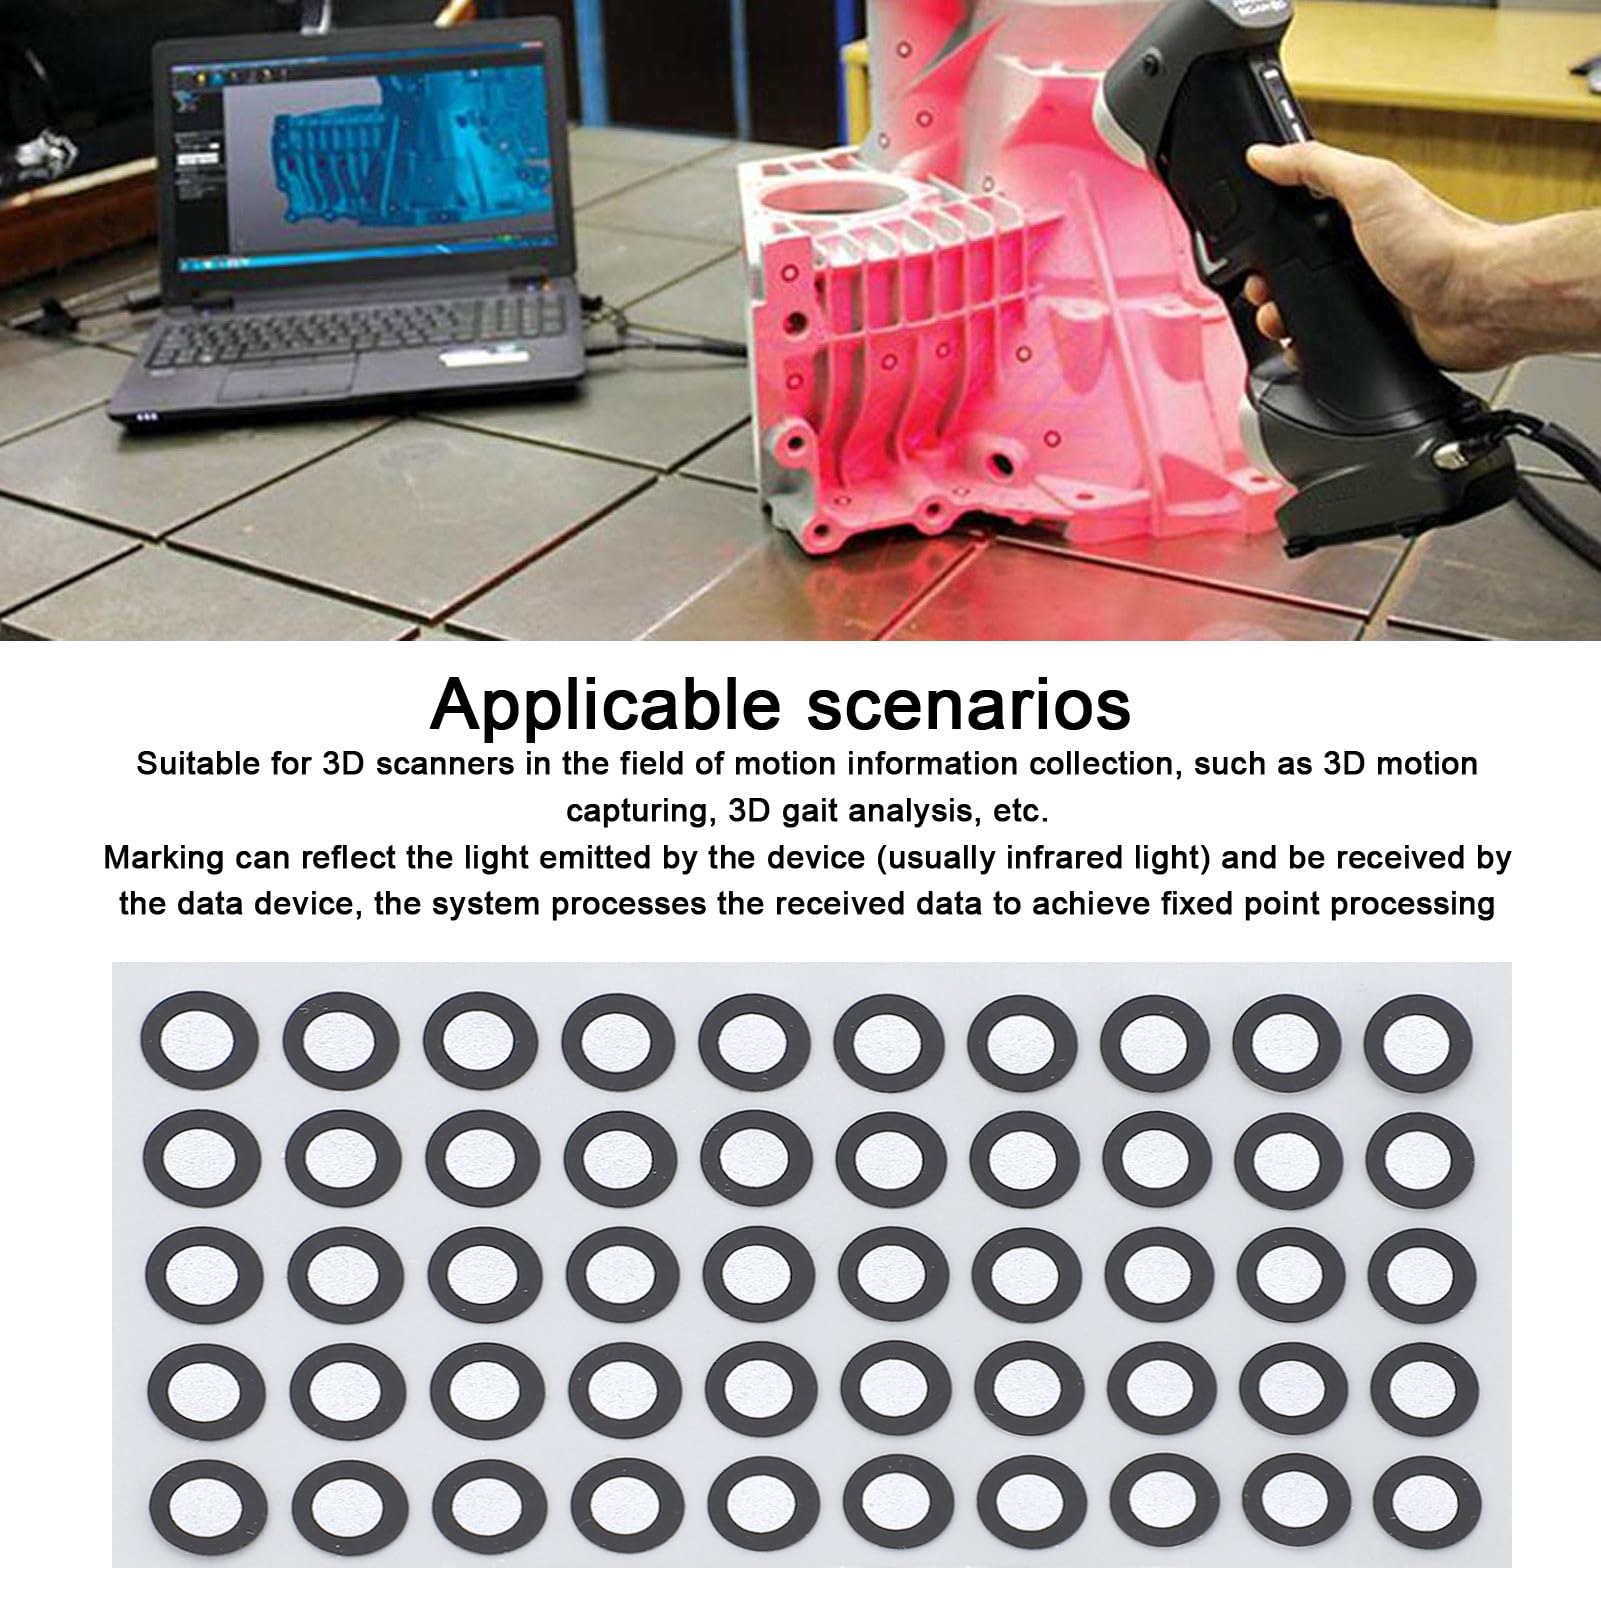 Applicable scenarios
Suitable for 3D scanners in the field of motion information collection, such as 3D motion
capturing, 3D gait analysis, etc.
Marking can reflect the light emitted by the device (usually infrared light) and be received by
the data device, the system processes the received data to achieve fixed point processing